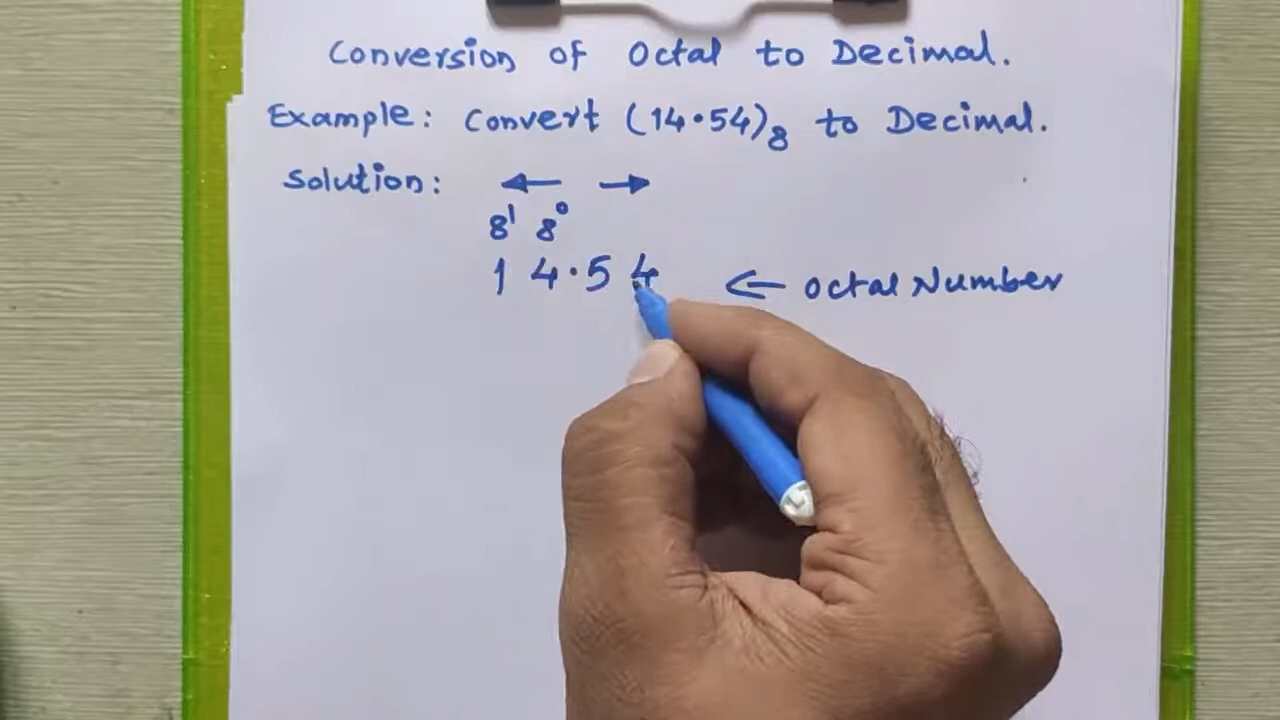 Conversion of Octal to Decimal.
Example: Convert (14.54)₈ to Decimal.
Solution: ← →
8¹ 8⁰
1 4.5 4 ← Octal Number